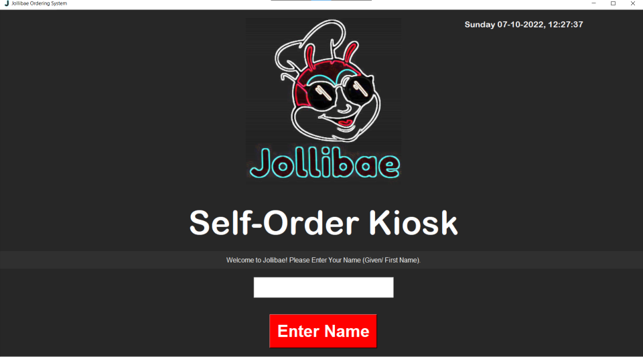 Jollibae Ordering System
Sunday 07-10-2022, 12:27:37
Jollibae
Self-Order Kiosk
Welcome to Jollibae! Please Enter Your Name (Given/ First Name).
Enter Name